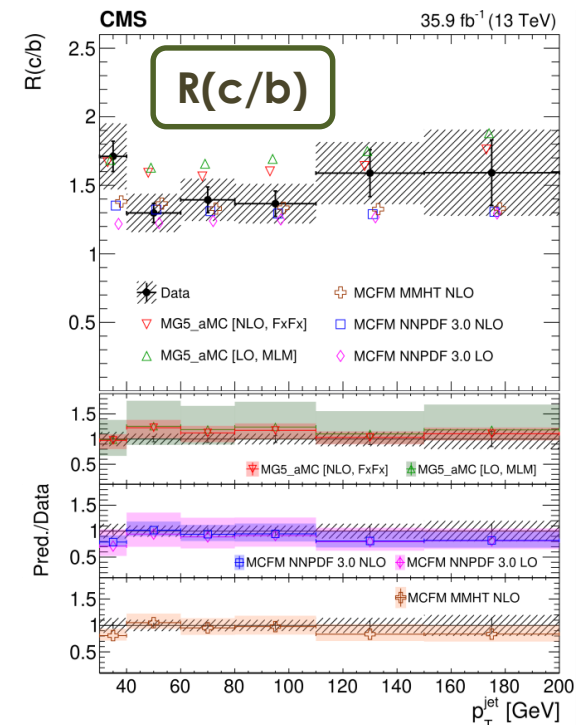 CMS 35.9 fb⁻¹ (13 TeV)
R(c/b)
R(c/b)
2.5
2
1.5
1
0.5
Data
MG5_aMC [NLO, FxFx]
MG5_aMC [LO, MLM]
MCFM MMHT NLO
MCFM NNPDF 3.0 NLO
MCFM NNPDF 3.0 LO
Pred./Data
1.5
1
0.5
MG5_aMC [NLO, FxFx] MG5_aMC [LO, MLM]
1.5
1
0.5
MCFM NNPDF 3.0 NLO MCFM NNPDF 3.0 LO
MCFM MMHT NLO
1.5
1
0.5
40 60 80 100 120 140 160 180 200
p_T^jet [GeV]